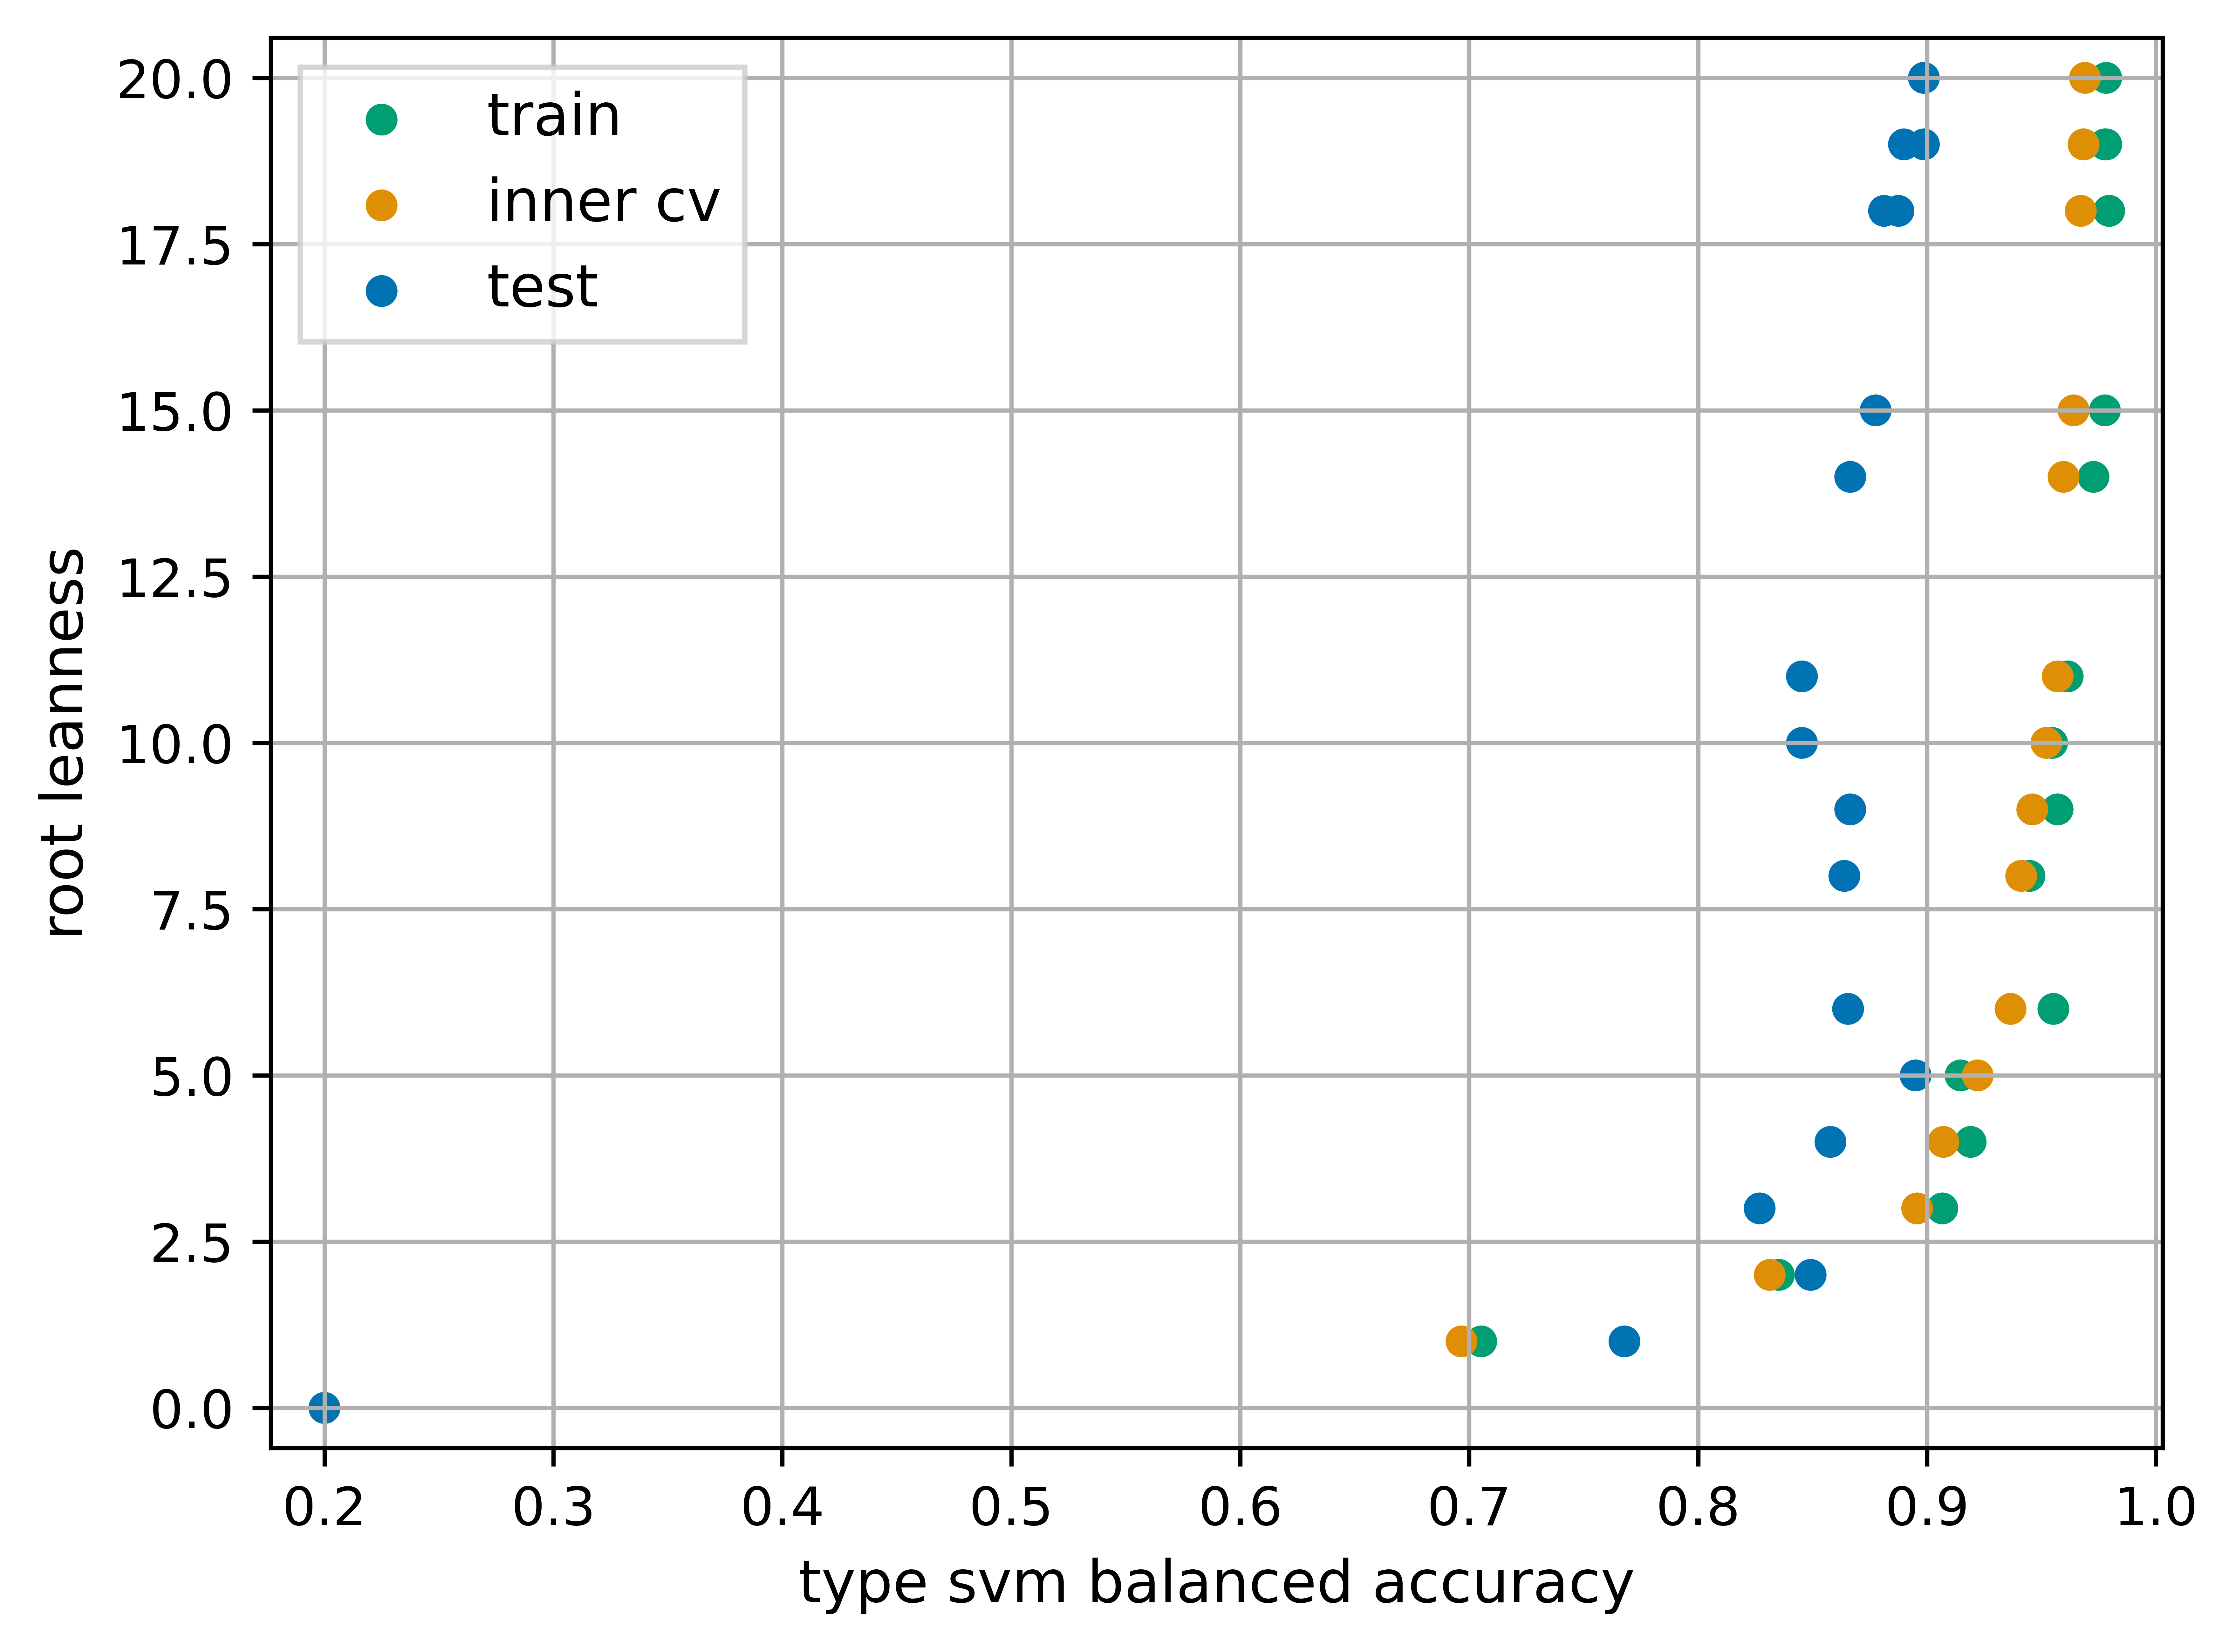 20.0
17.5
15.0
12.5
10.0
7.5
5.0
2.5
0.0
root leanness
train
inner cv
test
0.2 0.3 0.4 0.5 0.6 0.7 0.8 0.9 1.0
type svm balanced accuracy